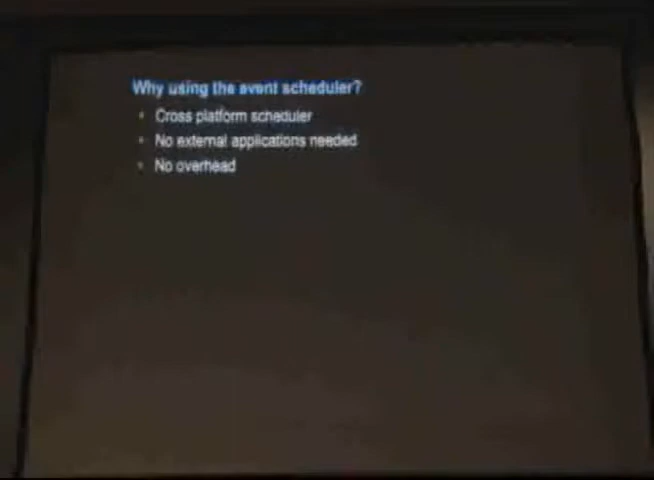 Why using the event scheduler?
Cross platform scheduler
No external applications needed
No overhead